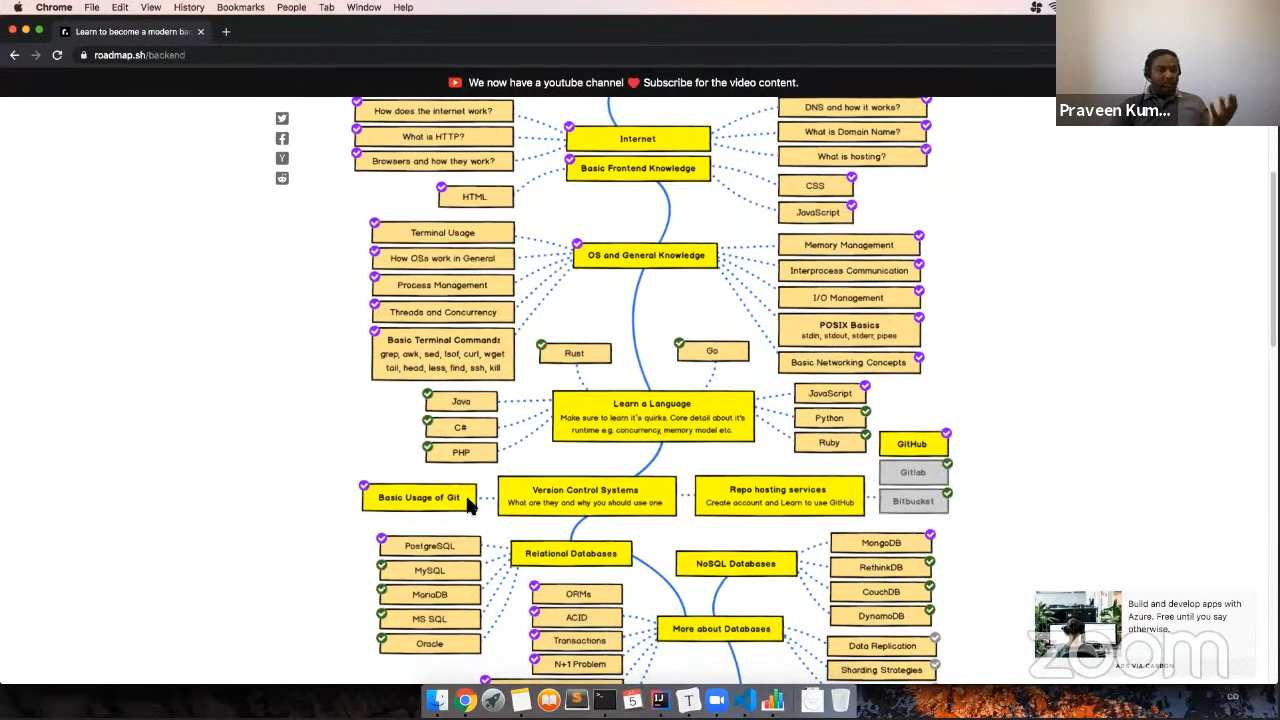 Chrome File Edit View History Bookmarks People Tab Window Help
Learn to become a modern bac
roadmap.sh/backend
We now have a youtube channel Subscribe for the video content.
Praveen Kum...
How does the internet work?
What is HTTP?
Browsers and how they work?
Internet
Basic Frontend Knowledge
DNS and how it works?
What is Domain Name?
What is hosting?
HTML
CSS
JavaScript
Terminal Usage
How OSs work in General
Process Management
Threads and Concurrency
Basic Terminal Commands
grep, awk, sed, lsof, curl, wget
tail, head, less, find, ssh, kill
OS and General Knowledge
Memory Management
Interprocess Communication
I/O Management
POSIX Basics
stdin, stdout, stderr, pipes
Basic Networking Concepts
Rust
Go
Java
C#
PHP
Learn a Language
Make sure to learn it's quirks. Core detail about it's
runtime e.g. concurrency, memory model etc.
JavaScript
Python
Ruby
GitHub
Gitlab
Bitbucket
Basic Usage of Git
Version Control Systems
What are they and why you should use one
Repo hosting services
Create account and Learn to use GitHub
PostgreSQL
MySQL
MariaDB
MS SQL
Oracle
Relational Databases
NoSQL Databases
MongoDB
RethinkDB
CouchDB
DynamoDB
ORMs
ACID
Transactions
N+1 Problem
More about Databases
Data Replication
Sharding Strategies
Build and develop apps with
Azure. Free until you say
otherwise.
ADS VIA CARBON
zoom
5